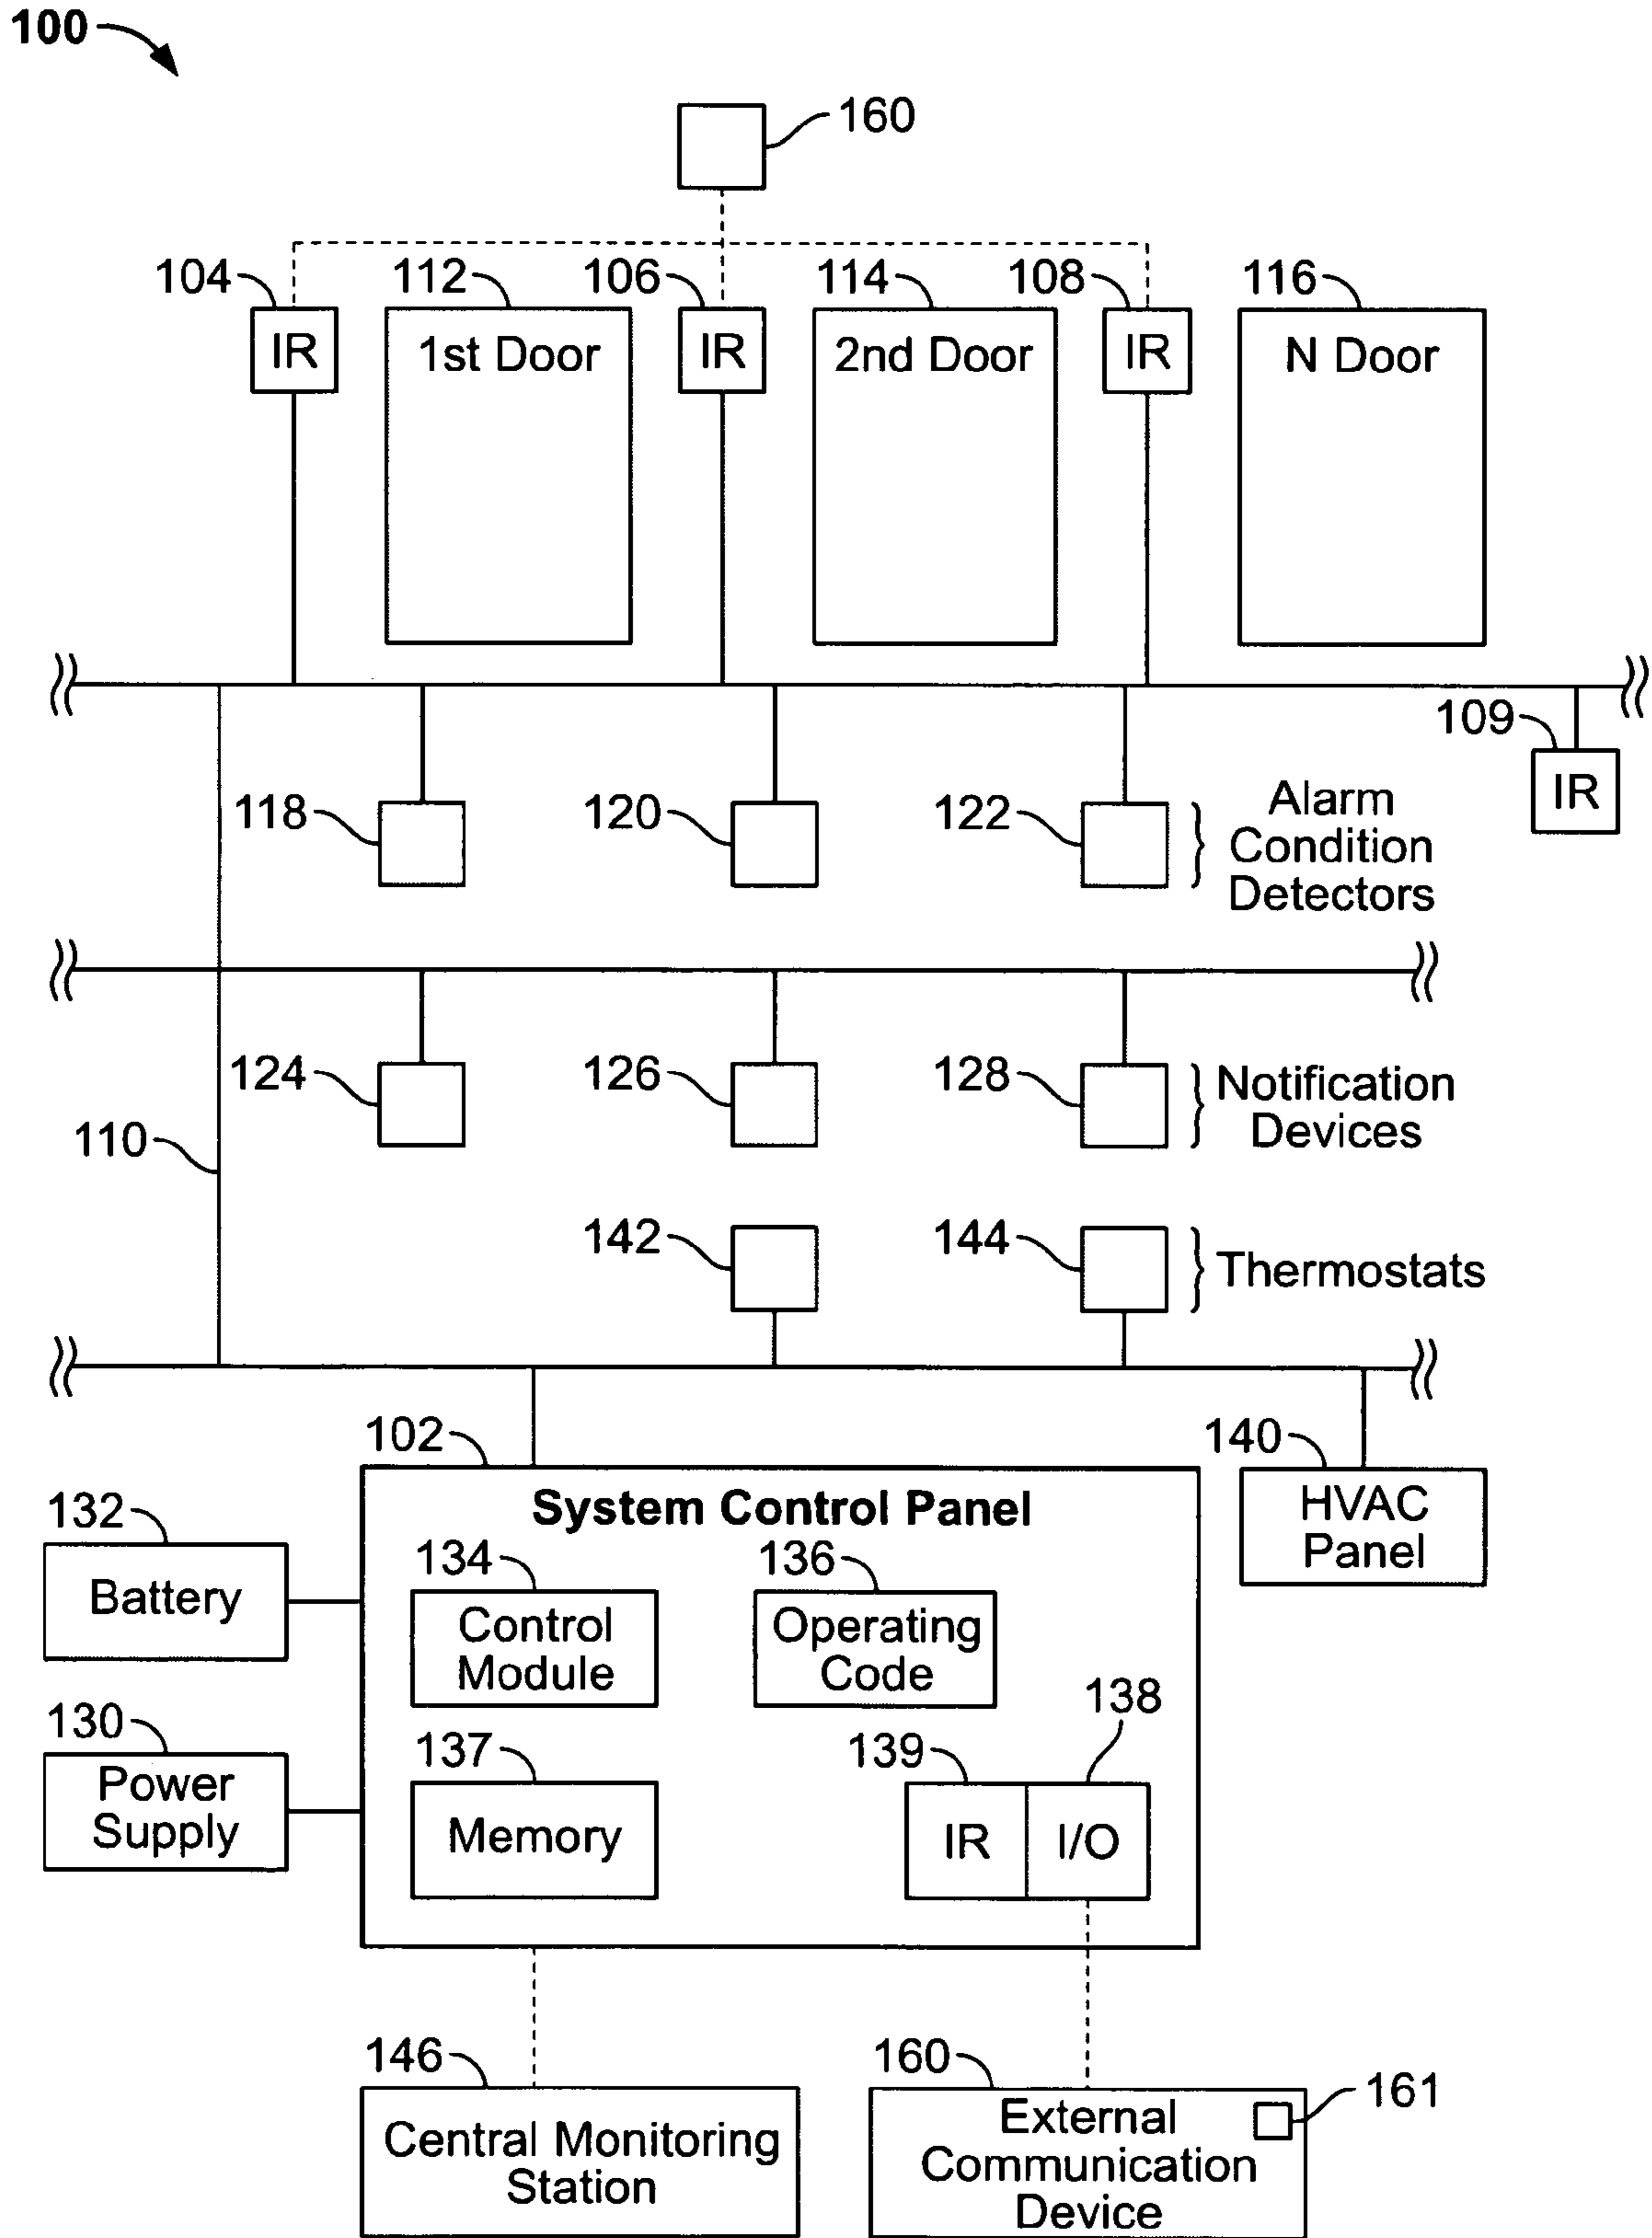 100
160
104
112
106
114
108
116
IR
1st Door
IR
2nd Door
IR
N Door
109
IR
118
120
122
Alarm
Condition
Detectors
124
126
128
Notification
Devices
110
142
144
Thermostats
102
140
System Control Panel
HVAC
Panel
132
Battery
134
Control
Module
136
Operating
Code
130
Power
Supply
137
Memory
139
138
IR
I/O
146
Central Monitoring
Station
160
161
External
Communication
Device